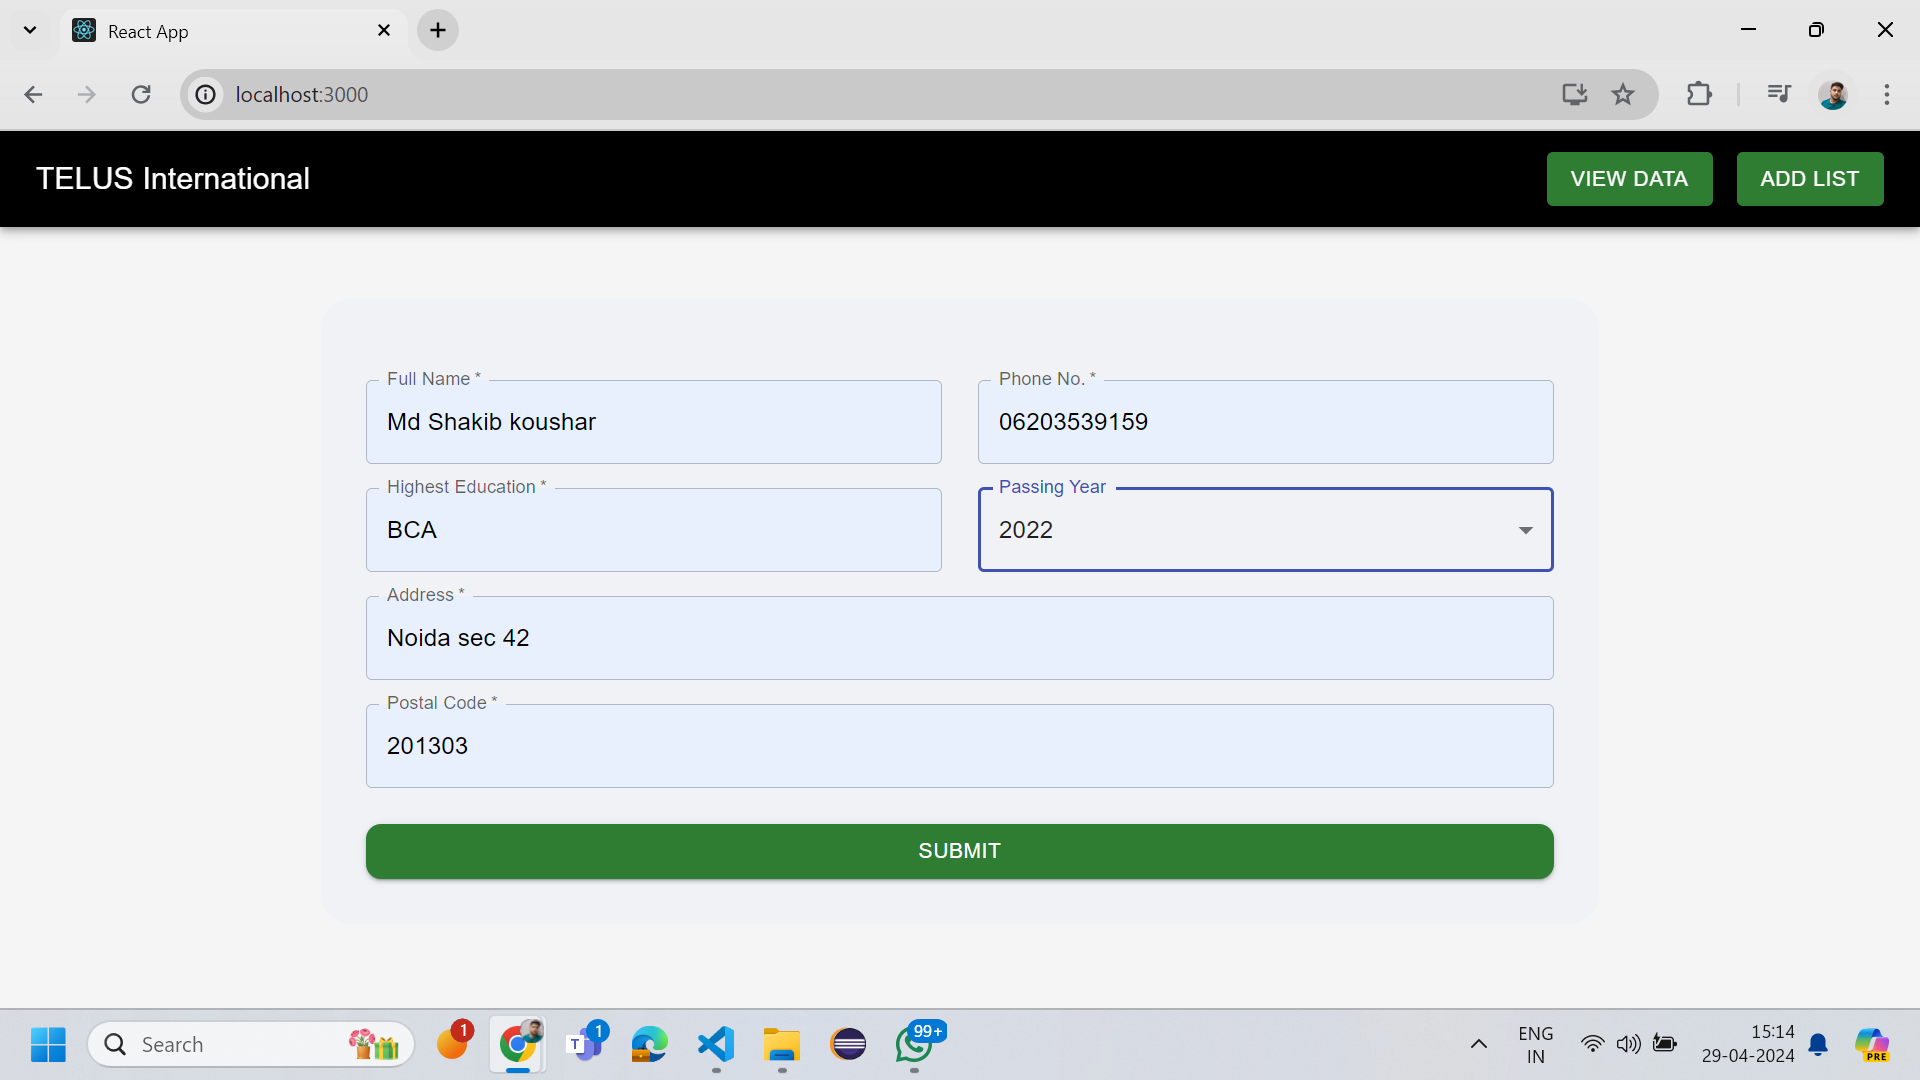 React App
localhost:3000
TELUS International
VIEW DATA
ADD LIST
Full Name *
Md Shakib koushar
Phone No. *
06203539159
Highest Education *
BCA
Passing Year
2022
Address *
Noida sec 42
Postal Code *
201303
SUBMIT
Search
1
T
1
99+
ENG
IN
15:14
29-04-2024
PRE